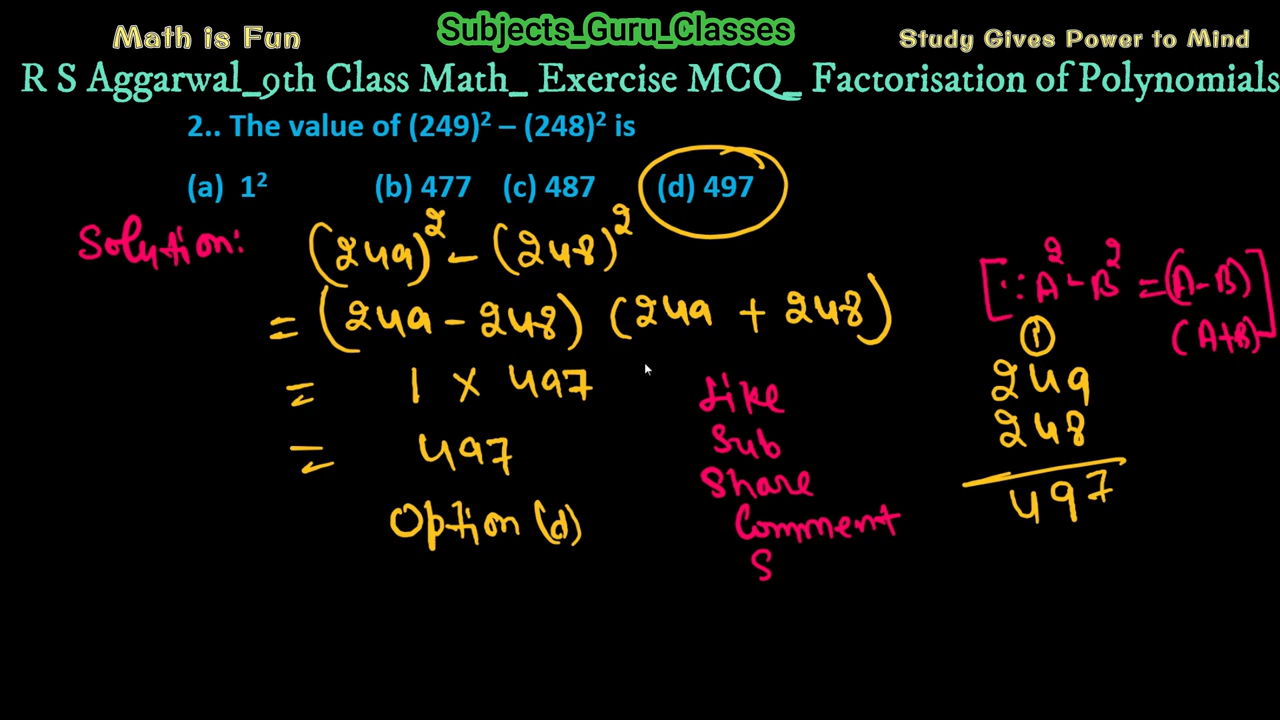 Math is Fun
Subjects_Guru_Classes
Study Gives Power to Mind
R S Aggarwal_9th Class Math_ Exercise MCQ_ Factorisation of Polynomials
2.. The value of (249)² – (248)² is
(a) 1² (b) 477 (c) 487 (d) 497
Solution: (249)² - (248)²
= (249 - 248) (249 + 248)
= 1 × 497
= 497
Option (d)
[∵ A² - B² = (A-B)
(A+B)]
1
249
248
497
Like
Sub
Share
Comment
S